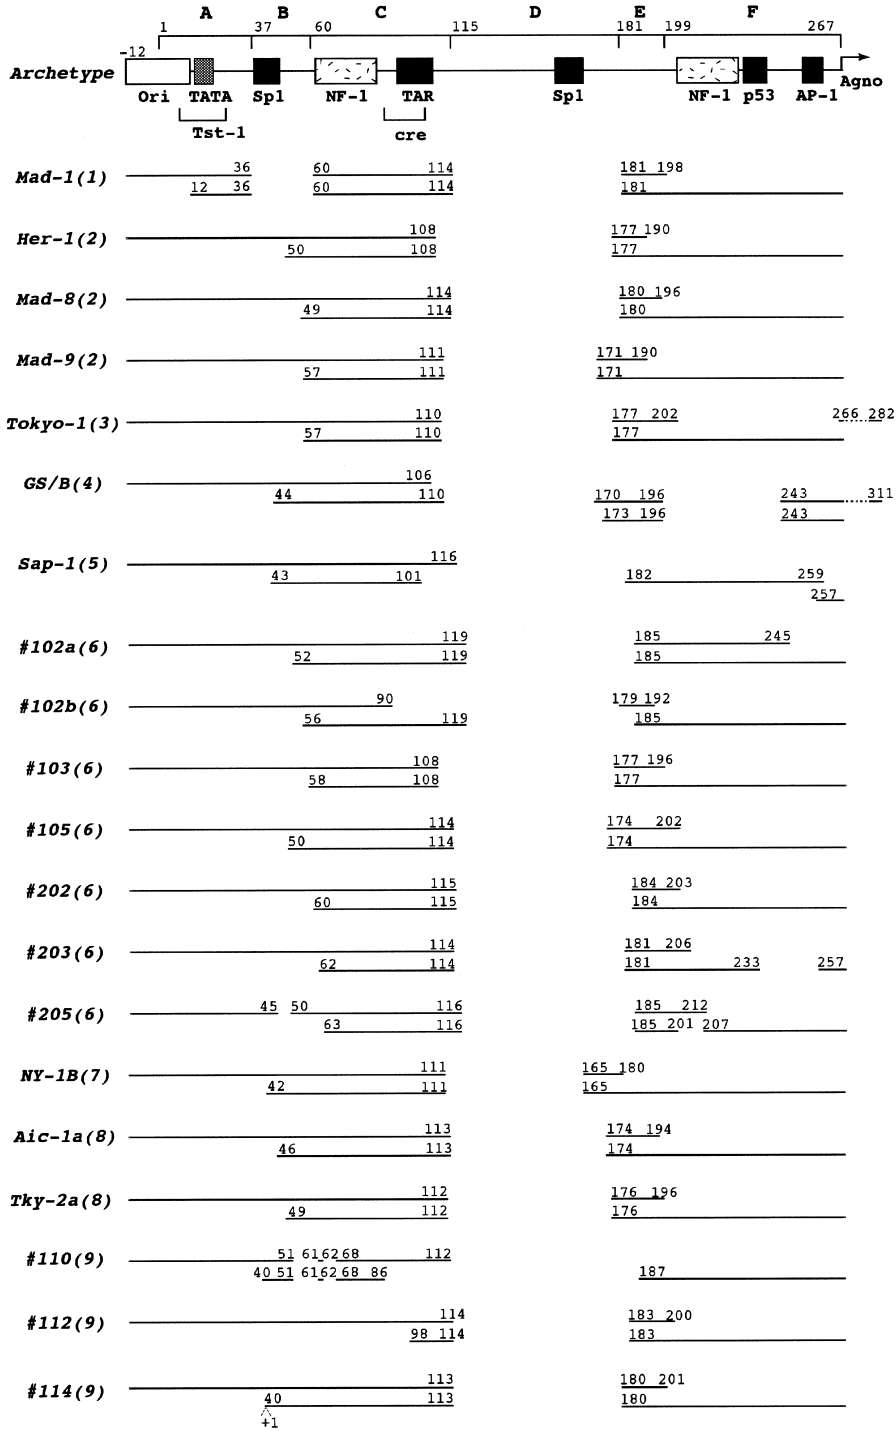 A B C D E F
1 37 60 115 181 199 267
-12
Archetype
Agno
Ori TATA Sp1 NF-1 TAR Sp1 NF-1 p53 AP-1
Tst-1 cre
36 60 114 181 198
Mad-1(1)
12 36 60 114 181
108 177 190
Her-1(2)
50 108 177
114 180 196
Mad-8(2)
49 114 180
111 171 190
Mad-9(2)
57 111 171
110 177 202 266 282
Tokyo-1(3)
57 110 177
106
GS/B(4)
44 110 170 196 243 311
173 196 243
116
Sap-1(5)
43 101 182 259
257
119 185 245
#102a(6)
52 119 185
90 179 192
#102b(6)
56 119 185
108 177 196
#103(6)
58 108 177
114 174 202
#105(6)
50 114 174
115 184 203
#202(6)
60 115 184
114 181 206
#203(6)
62 114 181 233 257
45 50 116 185 212
#205(6)
63 116 185 201 207
111 165 180
NY-1B(7)
42 111 165
113 174 194
Aic-1a(8)
46 113 174
112 176 196
Tky-2a(8)
49 112 176
51 61 62 68 112
#110(9)
40 51 61 62 68 86 187
114 183 200
#112(9)
98 114 183
113 180 201
#114(9)
40 113 180
+1